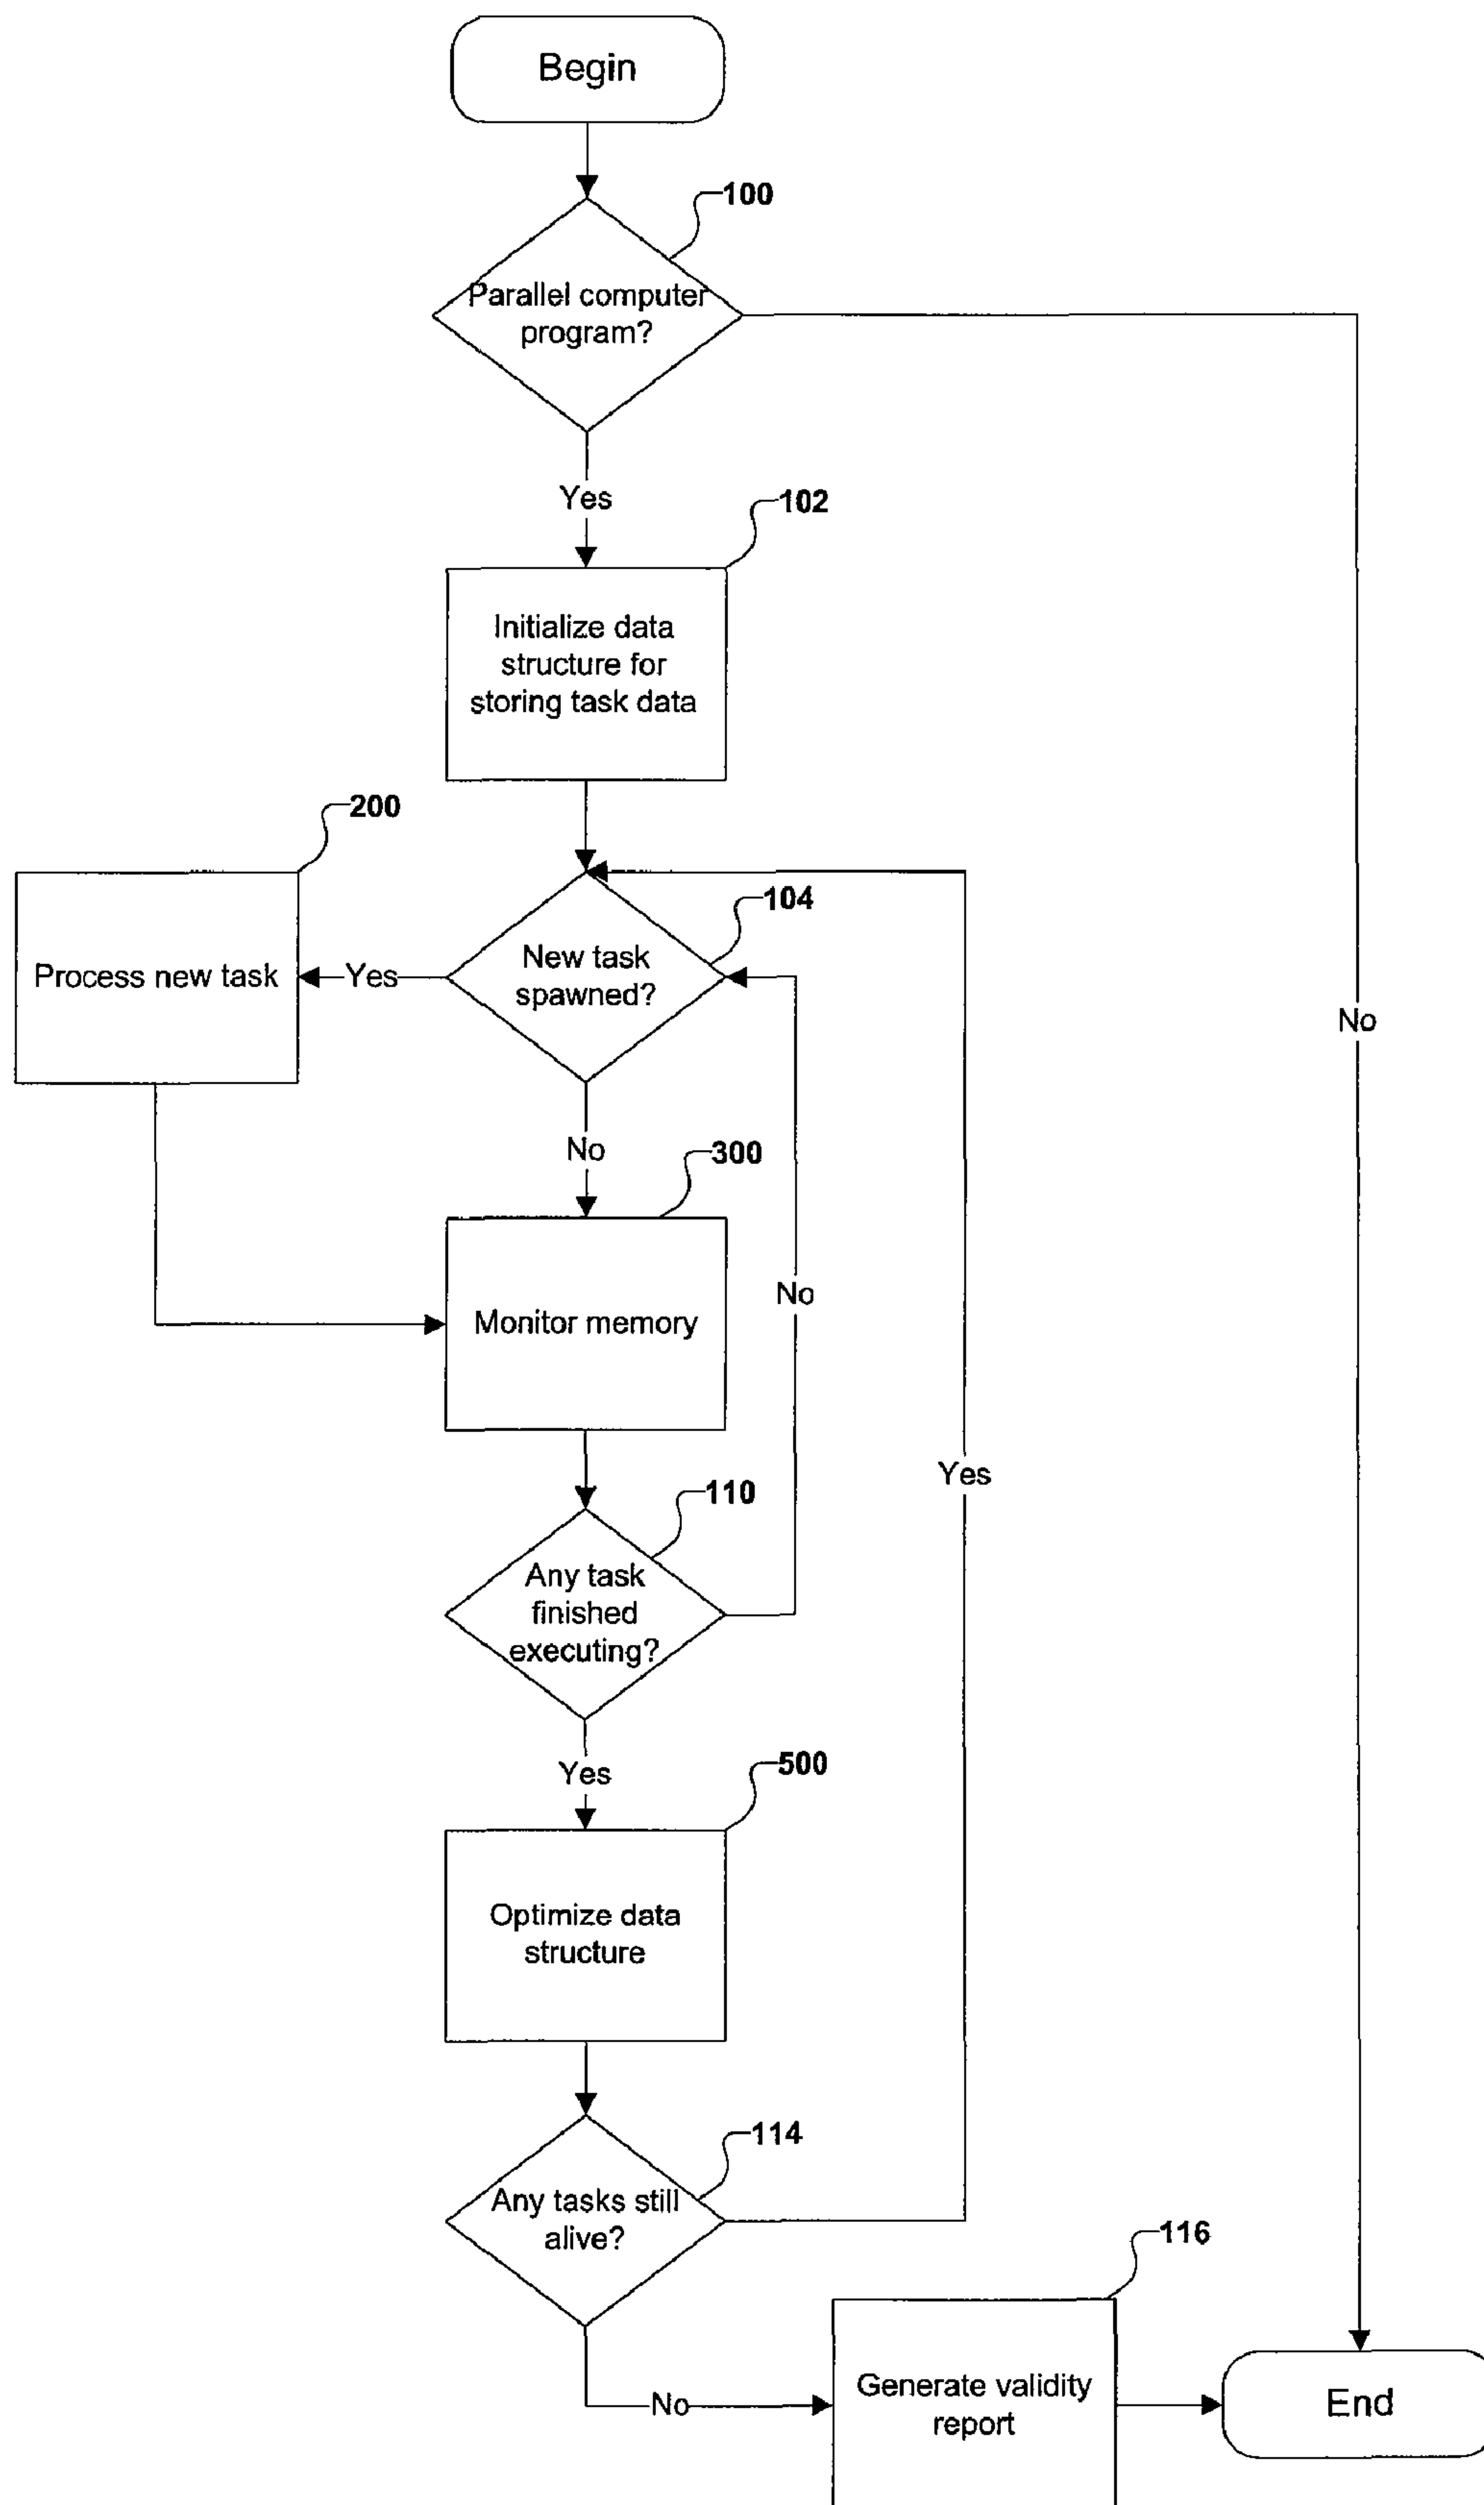 Begin
100
Parallel computer
program?
Yes
102
Initialize data
structure for
storing task data
200
104
Process new task
Yes
New task
spawned?
No
No
300
Monitor memory
No
110
Yes
Any task
finished
executing?
Yes
500
Optimize data
structure
114
Any tasks still
alive?
116
No
Generate validity
report
End